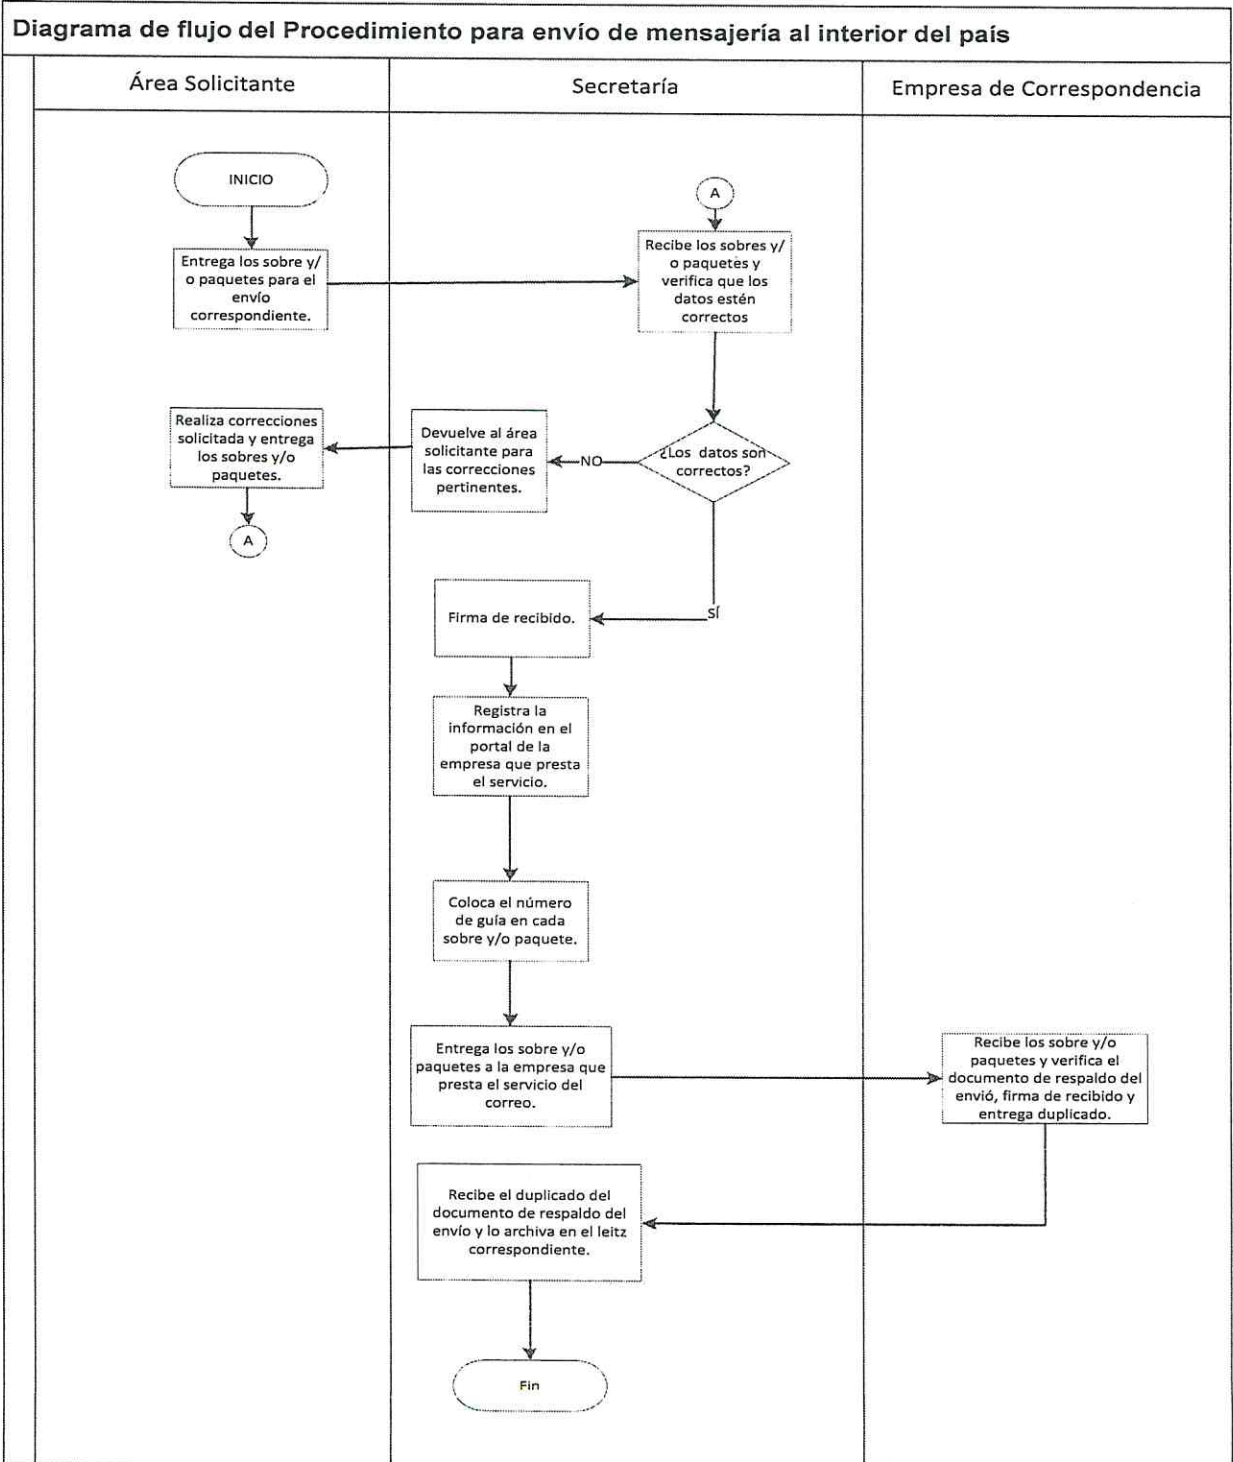 Diagrama de flujo del Procedimiento para envío de mensajería al interior del país
Área Solicitante
Secretaría
Empresa de Correspondencia
INICIO
A
Entrega los sobre y/
o paquetes para el
envío
correspondiente.
Recibe los sobres y/
o paquetes y
verifica que los
datos estén
correctos
¿Los datos son
correctos?
NO
Devuelve al área
solicitante para
las correcciones
pertinentes.
Realiza correcciones
solicitada y entrega
los sobres y/o
paquetes.
A
SÍ
Firma de recibido.
Registra la
información en el
portal de la
empresa que presta
el servicio.
Coloca el número
de guía en cada
sobre y/o paquete.
Entrega los sobre y/o
paquetes a la empresa que
presta el servicio del
correo.
Recibe los sobre y/o
paquetes y verifica el
documento de respaldo del
envió, firma de recibido y
entrega duplicado.
Recibe el duplicado del
documento de respaldo del
envío y lo archiva en el leitz
correspondiente.
Fin